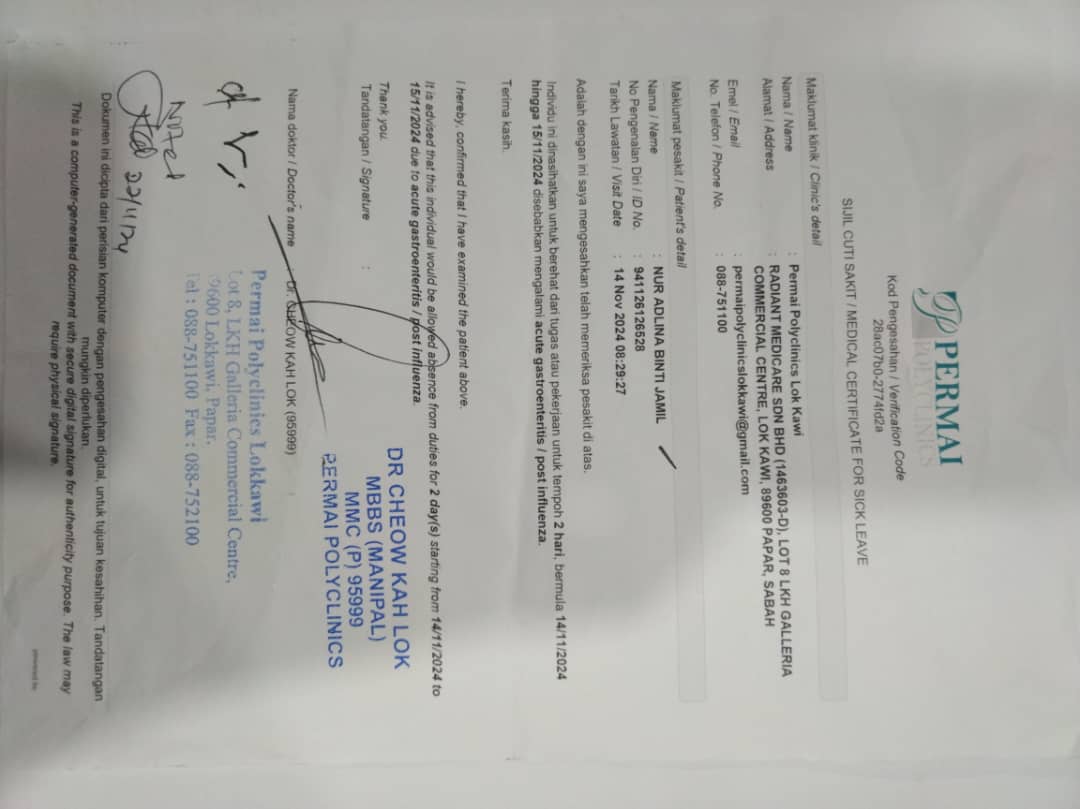 PERMAI
POLYCLINICS
Kod Pengesahan / Verification Code
28ac07b0-2774fd2a
SIJIL CUTI SAKIT / MEDICAL CERTIFICATE FOR SICK LEAVE
Maklumat klinik / Clinic's detail
Nama / Name : Permai Polyclinics Lok Kawi
Alamat / Address : RADIANT MEDICARE SDN BHD (1463603-D), LOT 8 LKH GALLERIA
COMMERCIAL CENTRE, LOK KAWI, 89600 PAPAR, SABAH
Emel / Email : permaipolyclinicslokkawi@gmail.com
No. Telefon / Phone No. : 088-751100
Maklumat pesakit / Patient's detail
Nama / Name : NUR ADLINA BINTI JAMIL
No Pengenalan Diri / ID No. : 941126126528
Tarikh Lawatan / Visit Date : 14 Nov 2024 08:29:27
Adalah dengan ini saya mengesahkan telah memeriksa pesakit di atas.
Individu ini dinasihatkan untuk berehat dari tugas atau pekerjaan untuk tempoh 2 hari, bermula 14/11/2024
hingga 15/11/2024 disebabkan mengalami acute gastroenteritis / post influenza.
Terima kasih.
I hereby, confirmed that I have examined the patient above.
It is advised that this individual would be allowed absence from duties for 2 day(s) starting from 14/11/2024 to
15/11/2024 due to acute gastroenteritis / post influenza.
Thank you.
Tandatangan / Signature :
DR CHEOW KAH LOK
MBBS (MANIPAL)
MMC (P) 95999
PERMAI POLYCLINICS
Nama doktor / Doctor's name : Dr. CHEOW KAH LOK (95999)
Permai Polyclinics Lokkawi
Lot 8, LKH Galleria Commercial Centre,
89600 Lokkawi, Papar.
Tel : 088-751100 Fax : 088-752100
Noted
22/11/24
Dokumen ini dicipta dari perisian komputer dengan pengesahan digital, untuk tujuan kesahihan. Tandatangan
mungkin diperlukan.
This is a computer-generated document with secure digital signature for authenticity purpose. The law may
require physical signature.
powered by